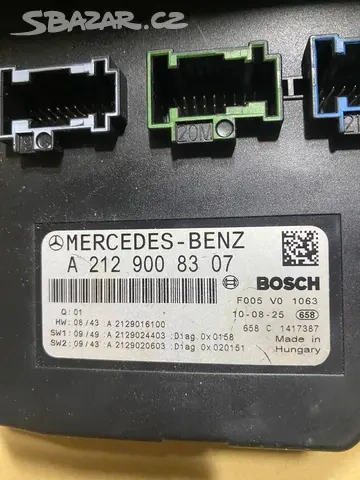 SBAZAR.CZ
20M
MERCEDES-BENZ
A 212 900 83 07
BOSCH
Q: 01
F005 V0 1063
HW: 08/43 :A 2129016100
10-08-25 658
SW1: 09/49 :A 2129024403 :Diag.0x0158
658 C 1417387
SW2: 09/43 :A 2129020603 :Diag.0x020151
Made in
Hungary